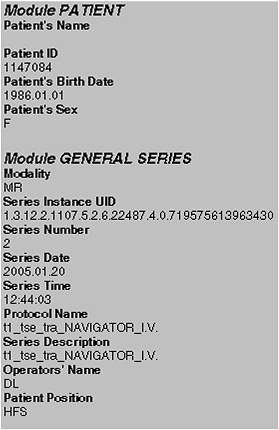 Module PATIENT
Patient's Name
Patient ID
1147084
Patient's Birth Date
1986.01.01
Patient's Sex
F
Module GENERAL SERIES
Modality
MR
Series Instance UID
1.3.12.2.1107.5.2.6.22487.4.0.719575613963430
Series Number
2
Series Date
2005.01.20
Series Time
12:44:03
Protocol Name
t1_tse_tra_NAVIGATOR_I.V.
Series Description
t1_tse_tra_NAVIGATOR_I.V.
Operators' Name
DL
Patient Position
HFS